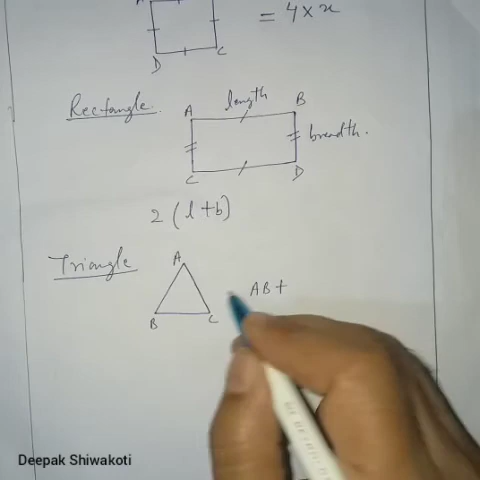 A
= 4 × x
D C
Rectangle.
length
A B
breadth.
C D
2 (l + b)
Triangle
A
AB +
B C
Deepak Shiwakoti